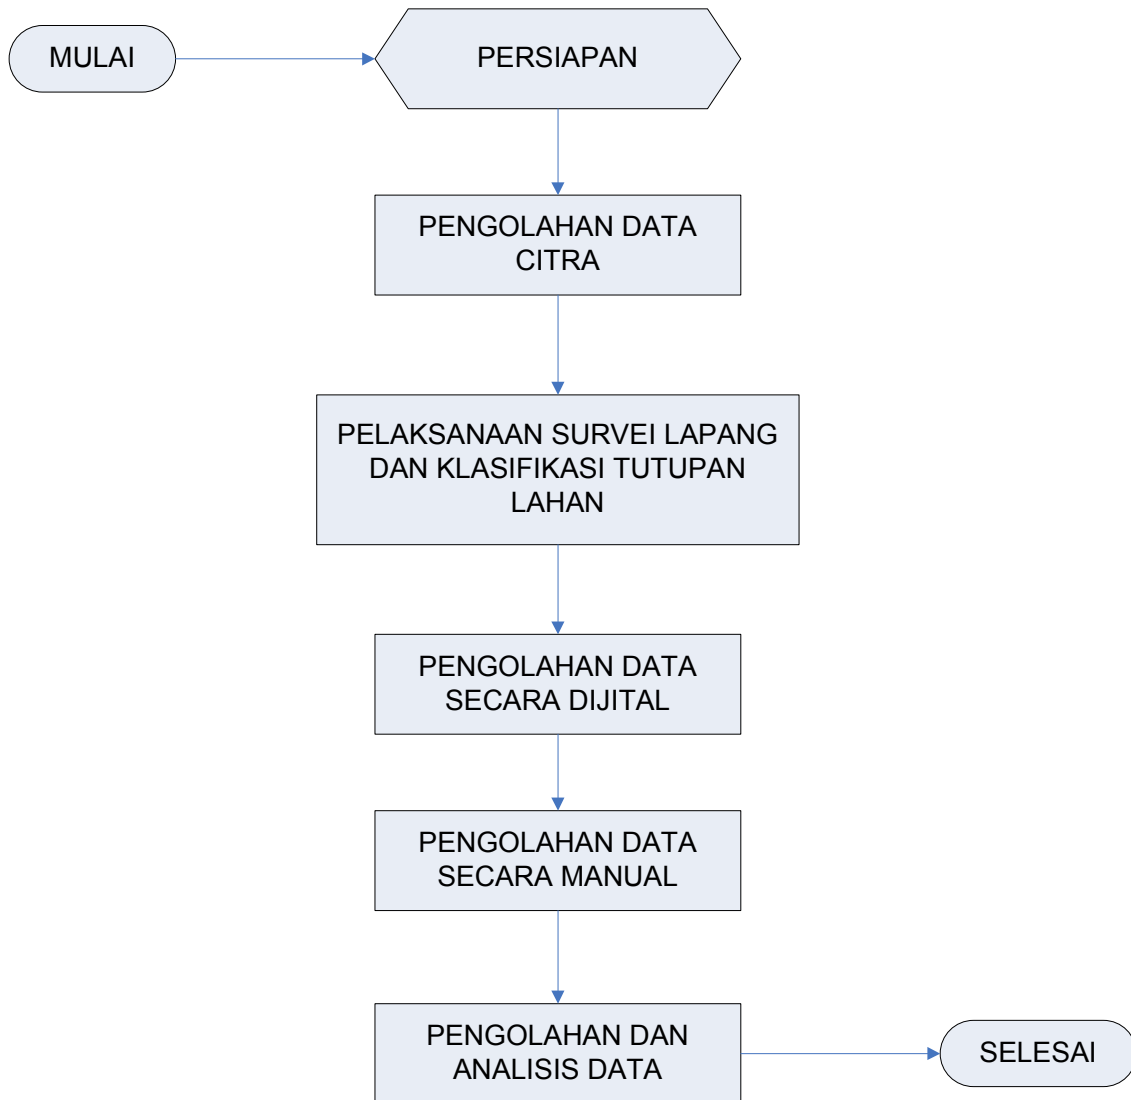 MULAI
PERSIAPAN
PENGOLAHAN DATA
CITRA
PELAKSANAAN SURVEI LAPANG
DAN KLASIFIKASI TUTUPAN
LAHAN
PENGOLAHAN DATA
SECARA DIJITAL
PENGOLAHAN DATA
SECARA MANUAL
PENGOLAHAN DAN
ANALISIS DATA
SELESAI